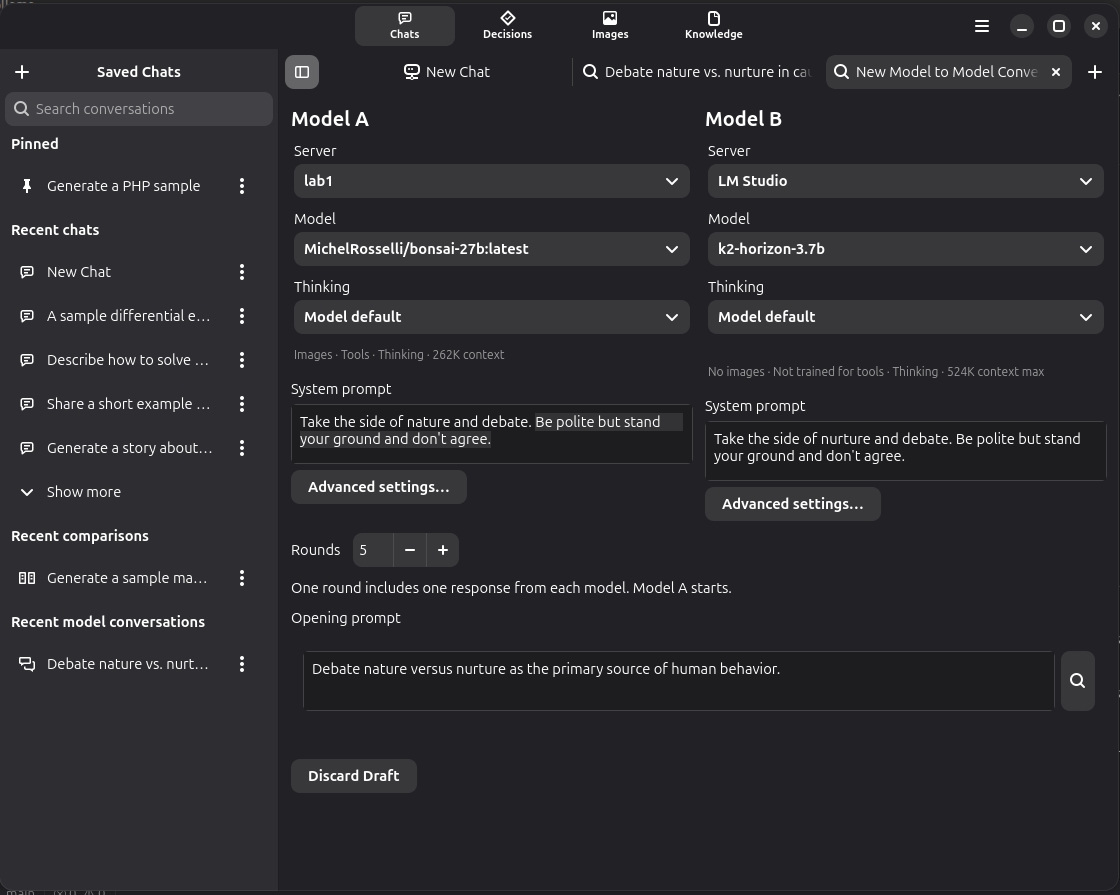 Chats
Decisions
Images
Knowledge
Saved Chats
New Chat
Debate nature vs. nurture in
New Model to Model Conve
Search conversations
Pinned
Generate a PHP sample
Recent chats
New Chat
A sample differential e…
Describe how to solve …
Share a short example …
Generate a story about…
Show more
Recent comparisons
Generate a sample ma…
Recent model conversations
Debate nature vs. nurt…
Model A
Server
lab1
Model
MichelRosselli/bonsai-27b:latest
Thinking
Model default
Images · Tools · Thinking · 262K context
System prompt
Take the side of nature and debate. Be polite but stand
your ground and don't agree.
Advanced settings…
Model B
Server
LM Studio
Model
k2-horizon-3.7b
Thinking
Model default
No images · Not trained for tools · Thinking · 524K context max
System prompt
Take the side of nurture and debate. Be polite but stand
your ground and don't agree.
Advanced settings…
Rounds 5
One round includes one response from each model. Model A starts.
Opening prompt
Debate nature versus nurture as the primary source of human behavior.
Discard Draft